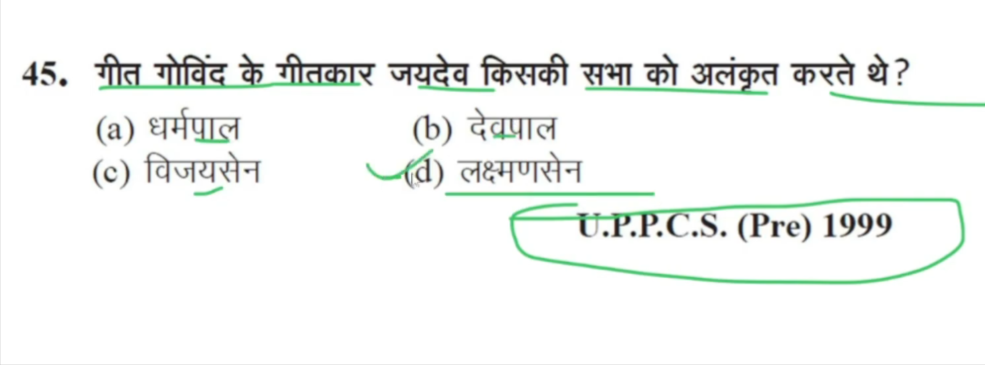 45. गीत गोविंद के गीतकार जयदेव किसकी सभा को अलंकृत करते थे?
(a) धर्मपाल (b) देवपाल
(c) विजयसेन (d) लक्ष्मणसेन
U.P.P.C.S. (Pre) 1999